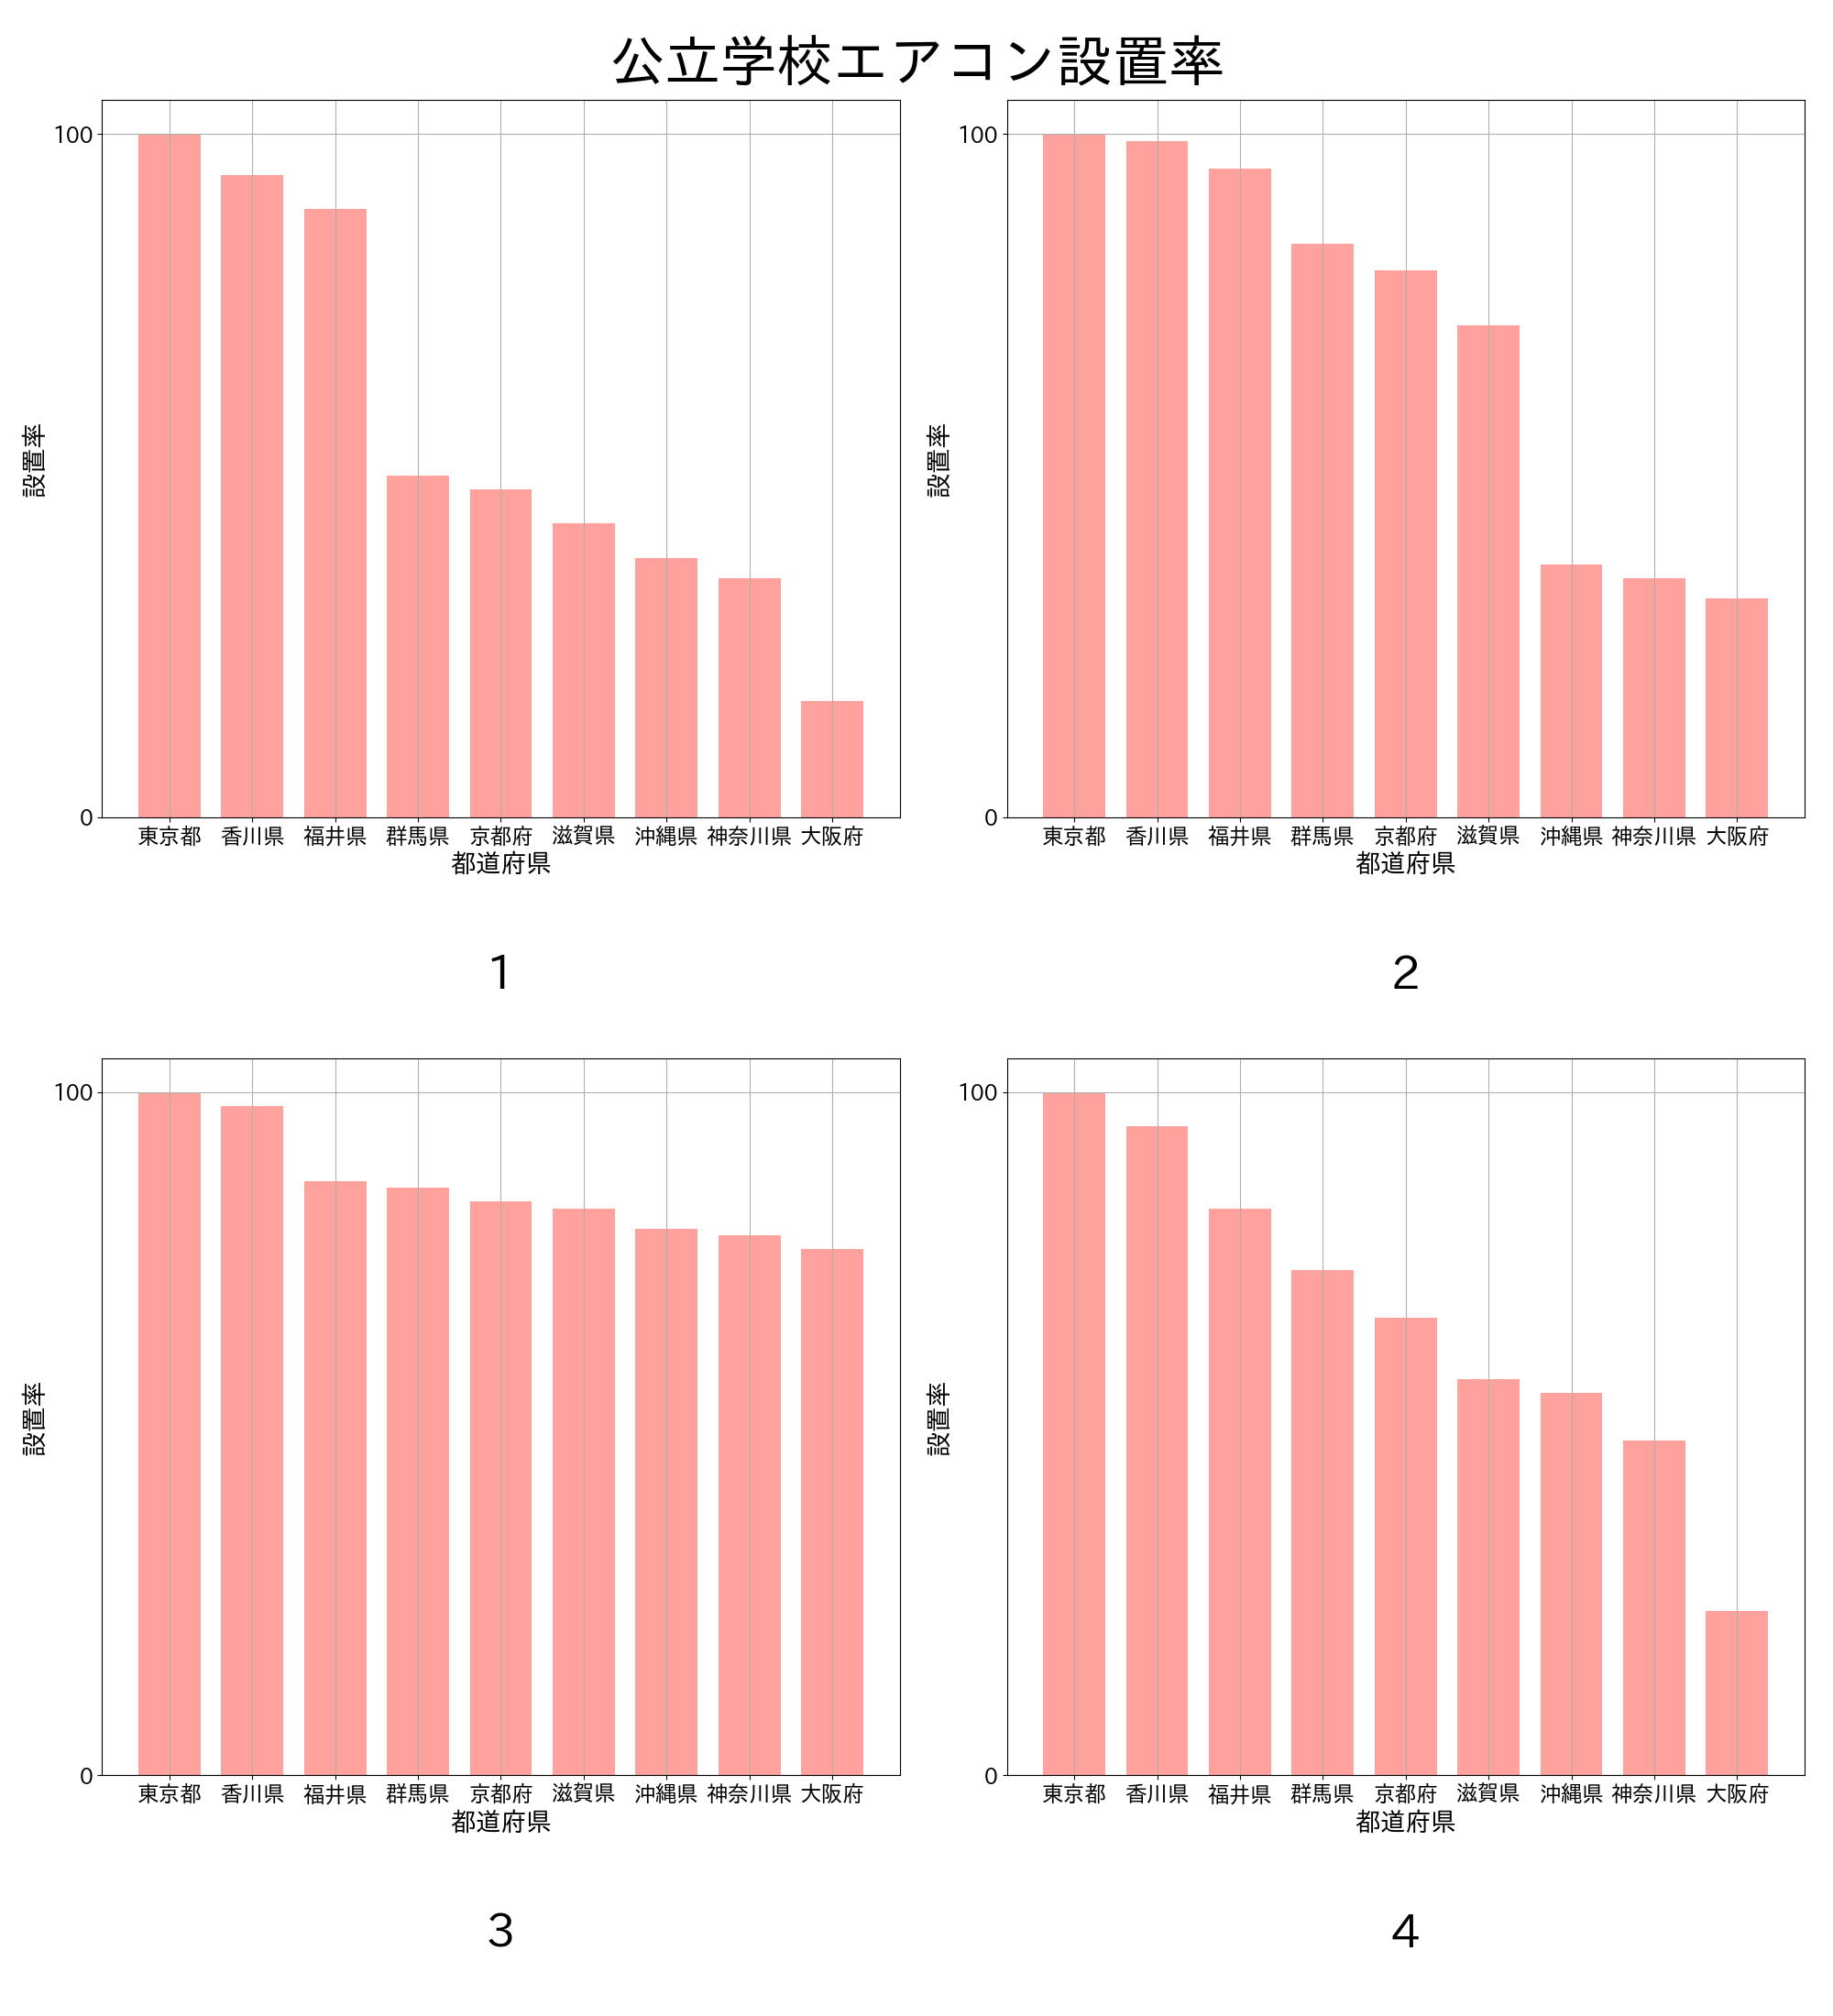 公立学校エアコン設置率
100
設置率
0
東京都 香川県 福井県 群馬県 京都府 滋賀県 沖縄県 神奈川県 大阪府
都道府県
1
100
設置率
0
東京都 香川県 福井県 群馬県 京都府 滋賀県 沖縄県 神奈川県 大阪府
都道府県
2
100
設置率
0
東京都 香川県 福井県 群馬県 京都府 滋賀県 沖縄県 神奈川県 大阪府
都道府県
3
100
設置率
0
東京都 香川県 福井県 群馬県 京都府 滋賀県 沖縄県 神奈川県 大阪府
都道府県
4